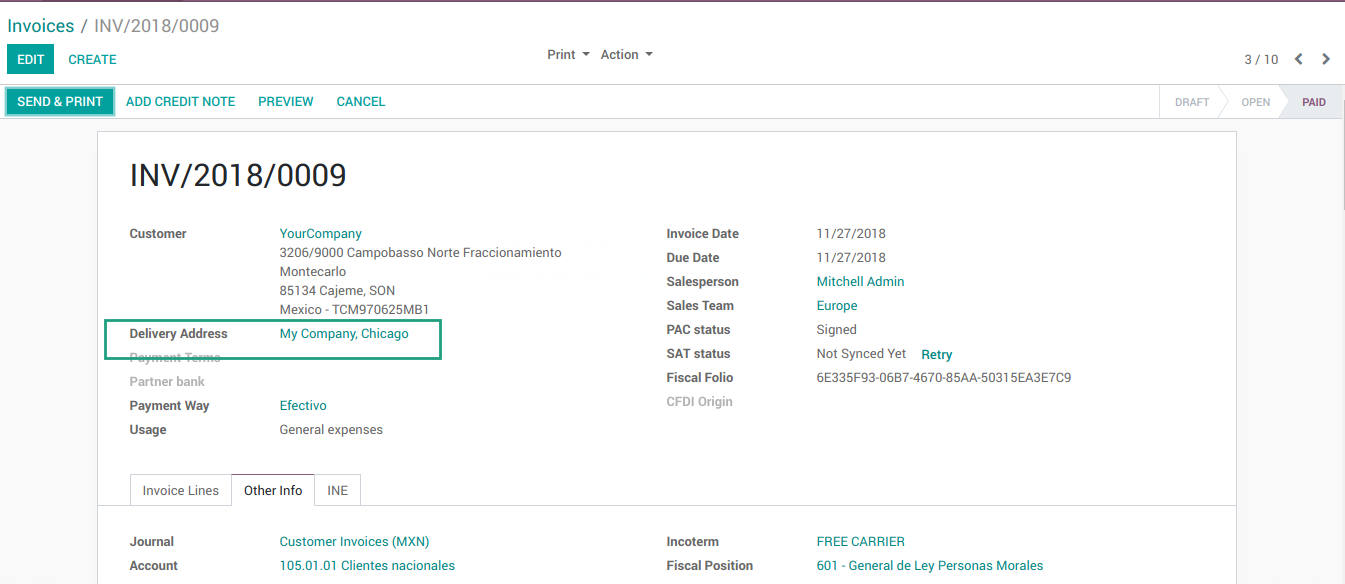 Invoices / INV/2018/0009
EDIT CREATE Print Action 3 / 10
SEND & PRINT ADD CREDIT NOTE PREVIEW CANCEL DRAFT OPEN PAID
INV/2018/0009
Customer YourCompany
3206/9000 Campobasso Norte Fraccionamiento
Montecarlo
85134 Cajeme, SON
Mexico - TCM970625MB1
Delivery Address My Company, Chicago
Payment Terms
Partner bank
Payment Way Efectivo
Usage General expenses
Invoice Date 11/27/2018
Due Date 11/27/2018
Salesperson Mitchell Admin
Sales Team Europe
PAC status Signed
SAT status Not Synced Yet Retry
Fiscal Folio 6E335F93-06B7-4670-85AA-50315EA3E7C9
CFDI Origin
Invoice Lines Other Info INE
Journal Customer Invoices (MXN)
Account 105.01.01 Clientes nacionales
Incoterm FREE CARRIER
Fiscal Position 601 - General de Ley Personas Morales